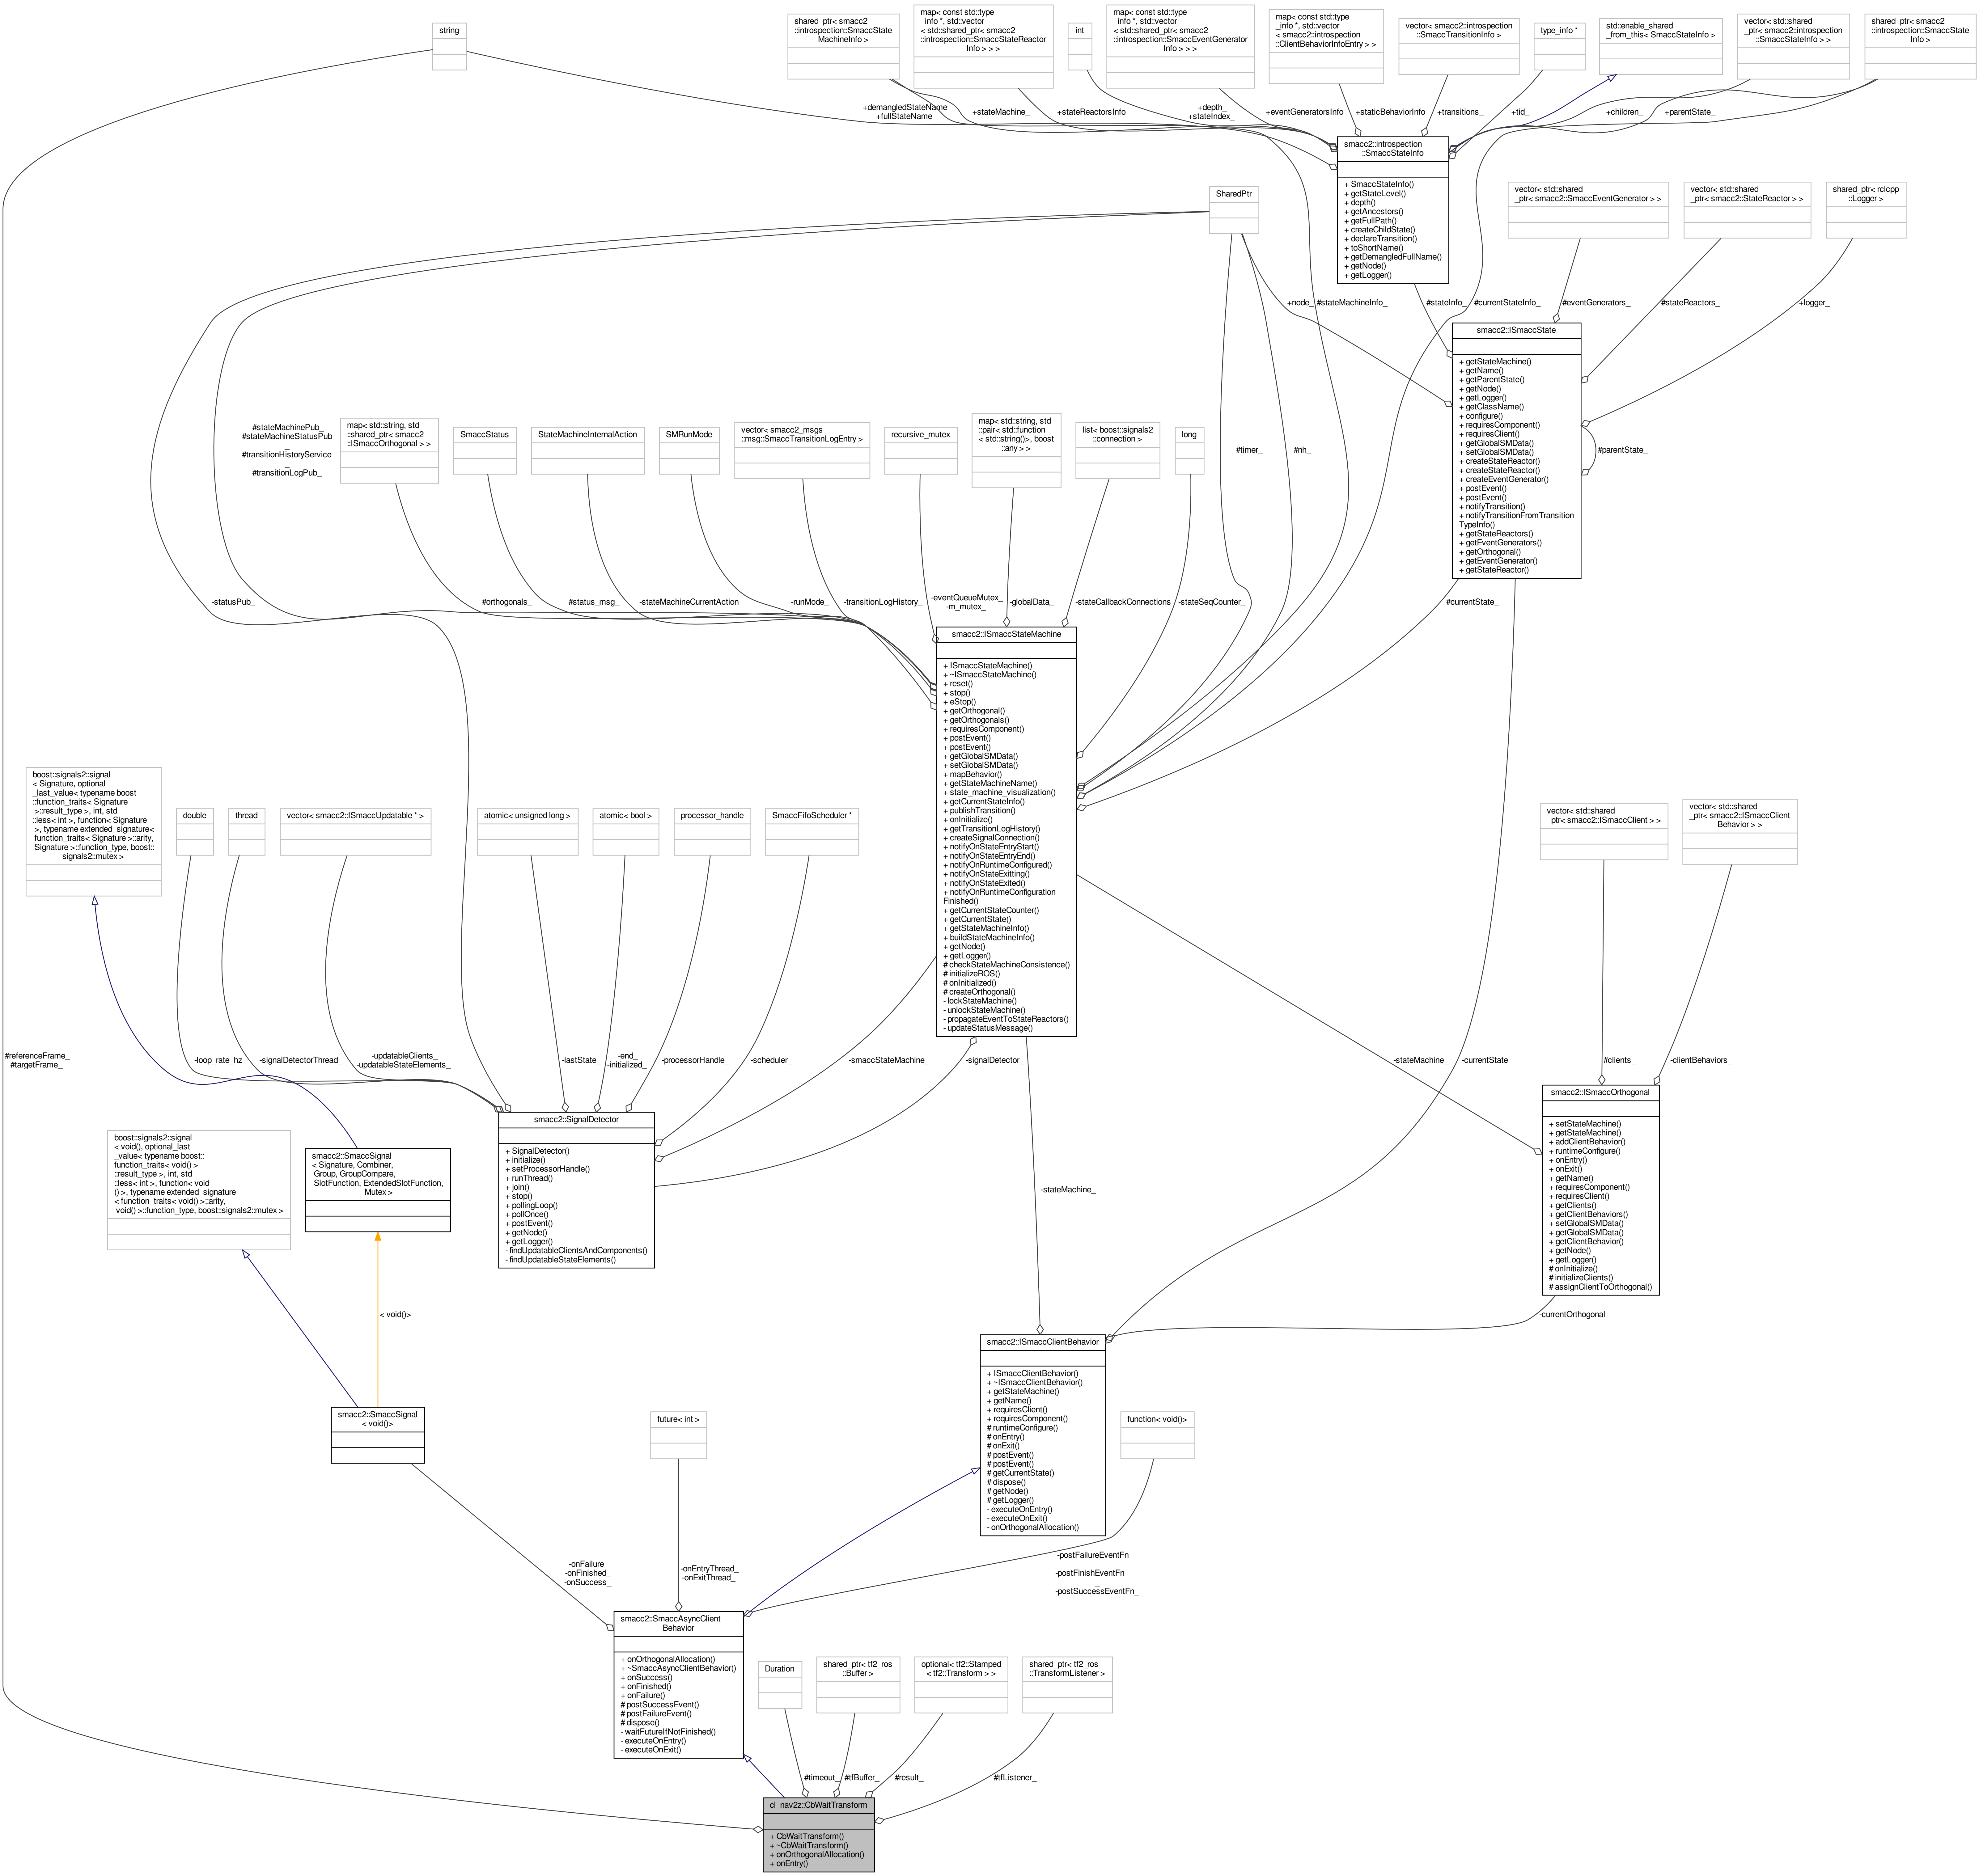 string
shared_ptr< smacc2
::introspection::SmaccState
MachineInfo >
map< const std::type
_info *, std::vector
< std::shared_ptr< smacc2
::introspection::SmaccStateReactor
Info > > >
int
map< const std::type
_info *, std::vector
< std::shared_ptr< smacc2
::introspection::SmaccEventGenerator
Info > > >
map< const std::type
_info *, std::vector
< smacc2::introspection
::ClientBehaviorInfoEntry > >
vector< smacc2::introspection
::SmaccTransitionInfo >
type_info *
std::enable_shared
_from_this< SmaccStateInfo >
vector< std::shared
_ptr< smacc2::introspection
::SmaccStateInfo > >
shared_ptr< smacc2
::introspection::SmaccState
Info >
+demangledStateName
+fullStateName
+stateMachine_
+stateReactorsInfo
+depth_
+stateIndex_
+eventGeneratorsInfo
+staticBehaviorInfo
+transitions_
+tid_
+children_
+parentState_
smacc2::introspection
::SmaccStateInfo
+ SmaccStateInfo()
+ getStateLevel()
+ depth()
+ getAncestors()
+ getFullPath()
+ createChildState()
+ declareTransition()
+ toShortName()
+ getDemangledFullName()
+ getNode()
+ getLogger()
SharedPtr
vector< std::shared
_ptr< smacc2::SmaccEventGenerator > >
vector< std::shared
_ptr< smacc2::StateReactor > >
shared_ptr< rclcpp
::Logger >
+node_
#stateMachineInfo_
#stateInfo_
#currentStateInfo_
#eventGenerators_
#stateReactors_
+logger_
smacc2::ISmaccState
+ getStateMachine()
+ getName()
+ getParentState()
+ getNode()
+ getLogger()
+ getClassName()
+ configure()
+ requiresComponent()
+ requiresClient()
+ getGlobalSMData()
+ setGlobalSMData()
+ createStateReactor()
+ createStateReactor()
+ createEventGenerator()
+ postEvent()
+ postEvent()
+ notifyTransition()
+ notifyTransitionFromTransition
TypeInfo()
+ getStateReactors()
+ getEventGenerators()
+ getOrthogonal()
+ getEventGenerator()
+ getStateReactor()
#parentState_
#stateMachinePub_
#stateMachineStatusPub
_
#transitionHistoryService
_
#transitionLogPub_
map< std::string, std
::shared_ptr< smacc2
::ISmaccOrthogonal > >
SmaccStatus
StateMachineInternalAction
SMRunMode
vector< smacc2_msgs
::msg::SmaccTransitionLogEntry >
recursive_mutex
map< std::string, std
::pair< std::function
< std::string()>, boost
::any > >
list< boost::signals2
::connection >
long
#timer_
#nh_
-statusPub_
#orthogonals_
#status_msg_
-stateMachineCurrentAction
-runMode_
-transitionLogHistory_
-eventQueueMutex_
-m_mutex_
-globalData_
-stateCallbackConnections
-stateSeqCounter_
#currentState_
smacc2::ISmaccStateMachine
+ ISmaccStateMachine()
+ ~ISmaccStateMachine()
+ reset()
+ stop()
+ eStop()
+ getOrthogonal()
+ getOrthogonals()
+ requiresComponent()
+ postEvent()
+ postEvent()
+ getGlobalSMData()
+ setGlobalSMData()
+ mapBehavior()
+ getStateMachineName()
+ state_machine_visualization()
+ getCurrentStateInfo()
+ publishTransition()
+ onInitialize()
+ getTransitionLogHistory()
+ createSignalConnection()
+ notifyOnStateEntryStart()
+ notifyOnStateEntryEnd()
+ notifyOnRuntimeConfigured()
+ notifyOnStateExitting()
+ notifyOnStateExited()
+ notifyOnRuntimeConfiguration
Finished()
+ getCurrentStateCounter()
+ getCurrentState()
+ getStateMachineInfo()
+ buildStateMachineInfo()
+ getNode()
+ getLogger()
# checkStateMachineConsistence()
# initializeROS()
# onInitialized()
# createOrthogonal()
- lockStateMachine()
- unlockStateMachine()
- propagateEventToStateReactors()
- updateStatusMessage()
boost::signals2::signal
< Signature, optional
_last_value< typename boost
::function_traits< Signature
>::result_type >, int, std
::less< int >, function< Signature
>, typename extended_signature<
function_traits< Signature >::arity,
Signature >::function_type, boost::
signals2::mutex >
double
thread
vector< smacc2::ISmaccUpdatable * >
atomic< unsigned long >
atomic< bool >
processor_handle
SmaccFifoScheduler *
vector< std::shared
_ptr< smacc2::ISmaccClient > >
vector< std::shared
_ptr< smacc2::ISmaccClient
Behavior > >
#referenceFrame_
#targetFrame_
-loop_rate_hz
-signalDetectorThread_
-updatableClients_
-updatableStateElements_
-lastState_
-end_
-initialized_
-processorHandle_
-scheduler_
-smaccStateMachine_
-signalDetector_
-stateMachine_
-currentState
#clients_
-clientBehaviors_
smacc2::ISmaccOrthogonal
+ setStateMachine()
+ getStateMachine()
+ addClientBehavior()
+ runtimeConfigure()
+ onEntry()
+ onExit()
+ getName()
+ requiresComponent()
+ requiresClient()
+ getClients()
+ getClientBehaviors()
+ setGlobalSMData()
+ getGlobalSMData()
+ getClientBehavior()
+ getNode()
+ getLogger()
# onInitialize()
# initializeClients()
# assignClientToOrthogonal()
smacc2::SignalDetector
+ SignalDetector()
+ initialize()
+ setProcessorHandle()
+ runThread()
+ join()
+ stop()
+ pollingLoop()
+ pollOnce()
+ postEvent()
+ getNode()
+ getLogger()
- findUpdatableClientsAndComponents()
- findUpdatableStateElements()
boost::signals2::signal
< void(), optional_last
_value< typename boost::
function_traits< void() >
::result_type >, int, std
::less< int >, function< void
() >, typename extended_signature
< function_traits< void() >::arity,
void() >::function_type, boost::signals2::mutex >
smacc2::SmaccSignal
< Signature, Combiner,
Group, GroupCompare,
SlotFunction, ExtendedSlotFunction,
Mutex >
-stateMachine_
< void()>
-currentOrthogonal
smacc2::ISmaccClientBehavior
+ ISmaccClientBehavior()
+ ~ISmaccClientBehavior()
+ getStateMachine()
+ getName()
+ requiresClient()
+ requiresComponent()
# runtimeConfigure()
# onEntry()
# onExit()
# postEvent()
# postEvent()
# getCurrentState()
# dispose()
# getNode()
# getLogger()
- executeOnEntry()
- executeOnExit()
- onOrthogonalAllocation()
smacc2::SmaccSignal
< void()>
future< int >
function< void()>
-onFailure_
-onFinished_
-onSuccess_
-onEntryThread_
-onExitThread_
-postFailureEventFn
_
-postFinishEventFn
_
-postSuccessEventFn_
smacc2::SmaccAsyncClient
Behavior
+ onOrthogonalAllocation()
+ ~SmaccAsyncClientBehavior()
+ onSuccess()
+ onFinished()
+ onFailure()
# postSuccessEvent()
# postFailureEvent()
# dispose()
- waitFutureIfNotFinished()
- executeOnEntry()
- executeOnExit()
Duration
shared_ptr< tf2_ros
::Buffer >
optional< tf2::Stamped
< tf2::Transform > >
shared_ptr< tf2_ros
::TransformListener >
#timeout_
#tfBuffer_
#result_
#tfListener_
cl_nav2z::CbWaitTransform
+ CbWaitTransform()
+ ~CbWaitTransform()
+ onOrthogonalAllocation()
+ onEntry()